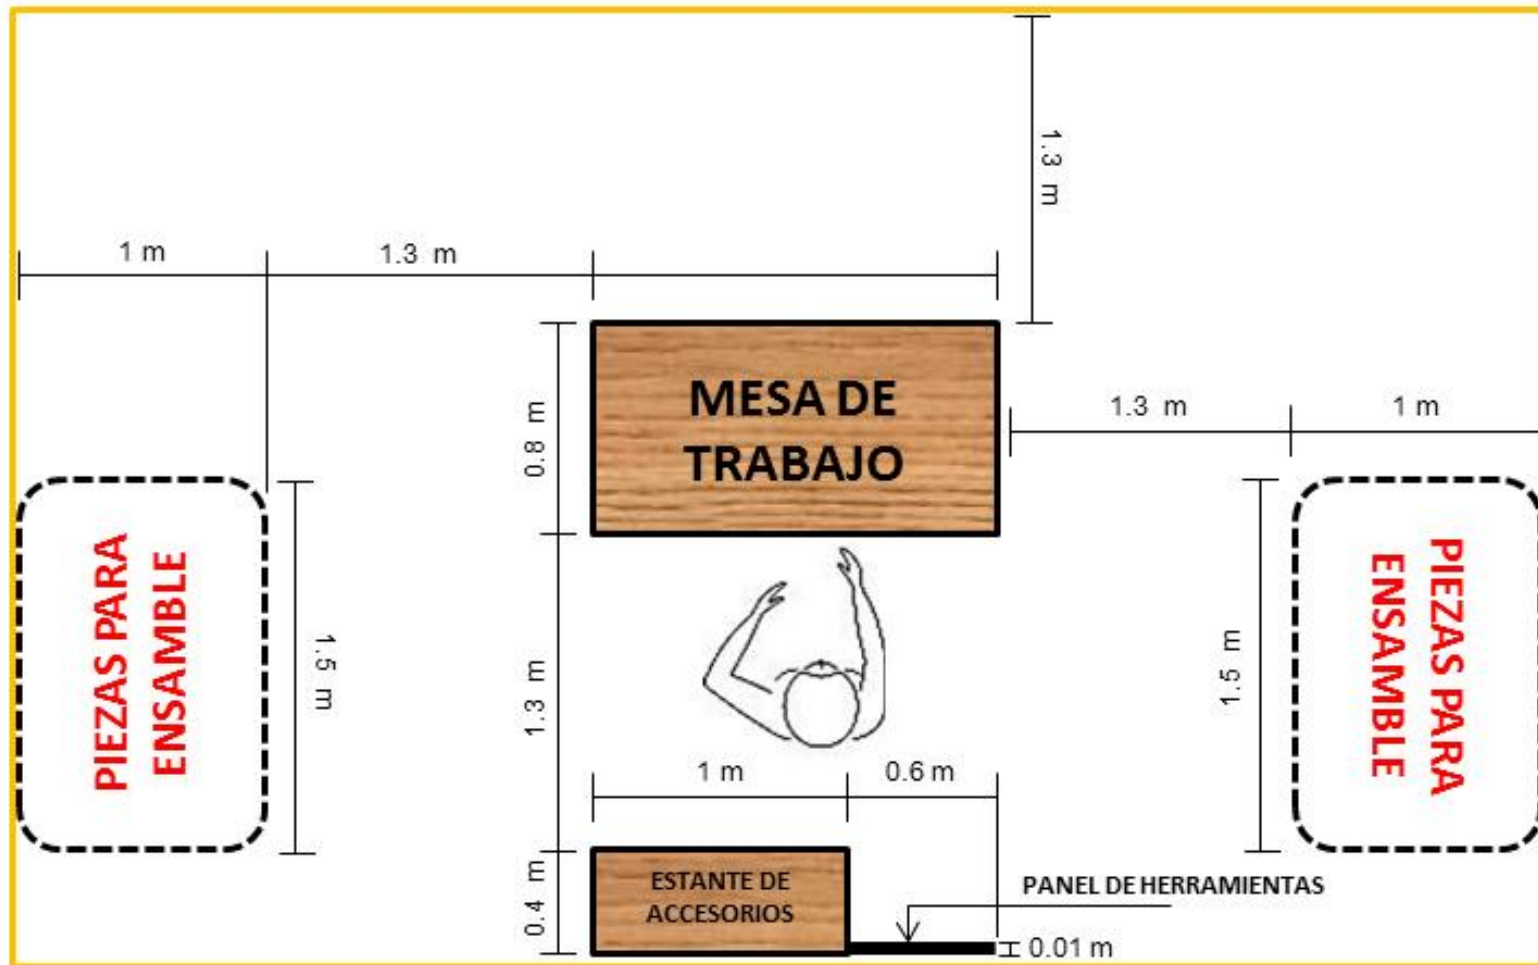 1.3 m
1 m
1.3 m
MESA DE
TRABAJO
0.8 m
1.3 m
1 m
PIEZAS PARA
ENSAMBLE
1.5 m
1.3 m
1.5 m
PIEZAS PARA
ENSAMBLE
1 m
0.6 m
ESTANTE DE
ACCESORIOS
0.4 m
PANEL DE HERRAMIENTAS
0.01 m